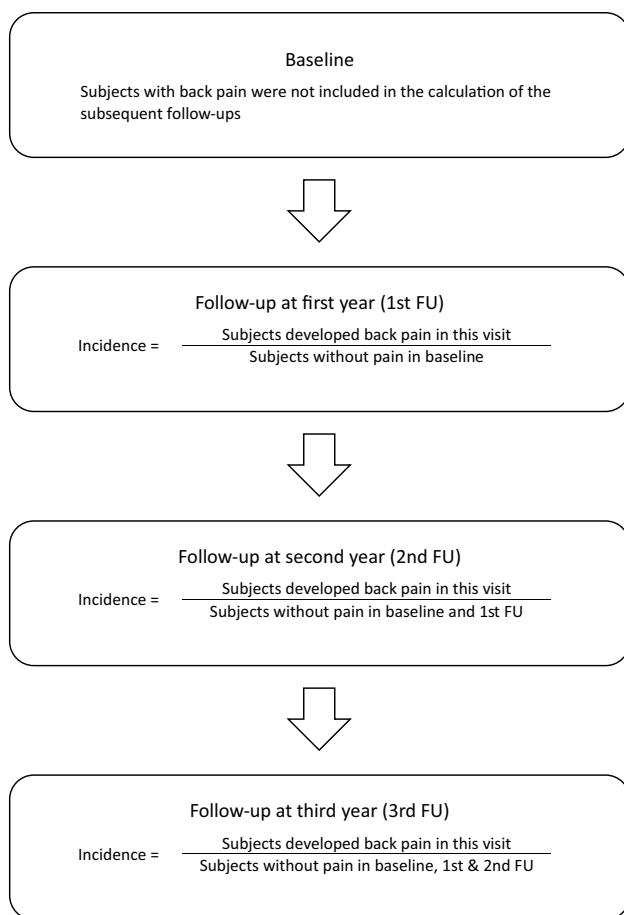 Baseline
Subjects with back pain were not included in the calculation of the
subsequent follow-ups
Follow-up at first year (1st FU)
Incidence =
Subjects developed back pain in this visit
Subjects without pain in baseline
Follow-up at second year (2nd FU)
Incidence =
Subjects developed back pain in this visit
Subjects without pain in baseline and 1st FU
Follow-up at third year (3rd FU)
Incidence =
Subjects developed back pain in this visit
Subjects without pain in baseline, 1st & 2nd FU